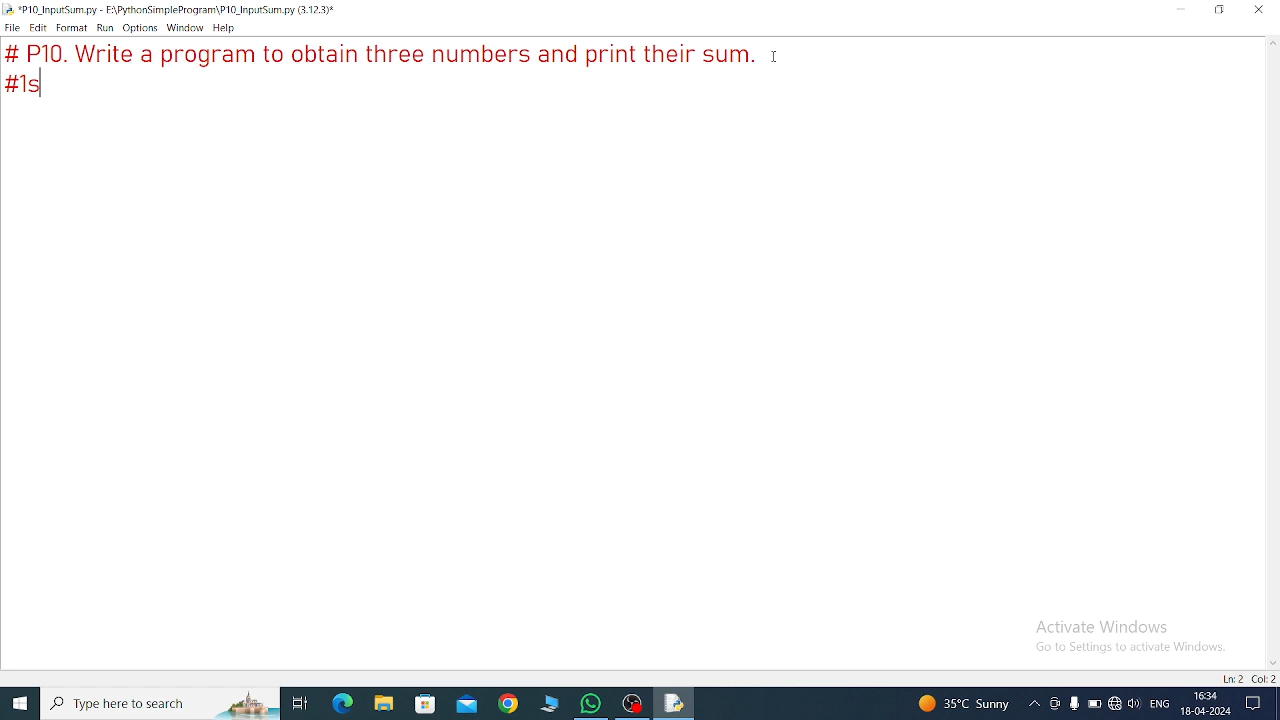 *P10_InputSum.py - E:\PythonSimpleProgram\P10_InputSum.py (3.12.3)*
File Edit Format Run Options Window Help
# P10. Write a program to obtain three numbers and print their sum.
#1s
Activate Windows
Go to Settings to activate Windows.
Ln: 2 Col: 2
Type here to search
35°C Sunny
ENG
16:34
18-04-2024